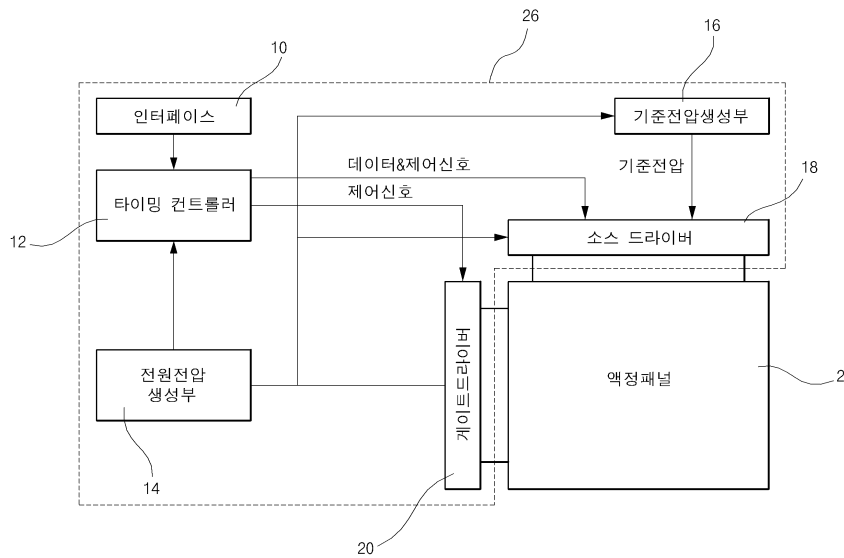 26
16
10
인터페이스
기준전압생성부
데이터&제어신호
기준전압
18
타이밍 컨트롤러
제어신호
12
소스 드라이버
전원전압
생성부
게이트드라이버
액정패널
2
14
20